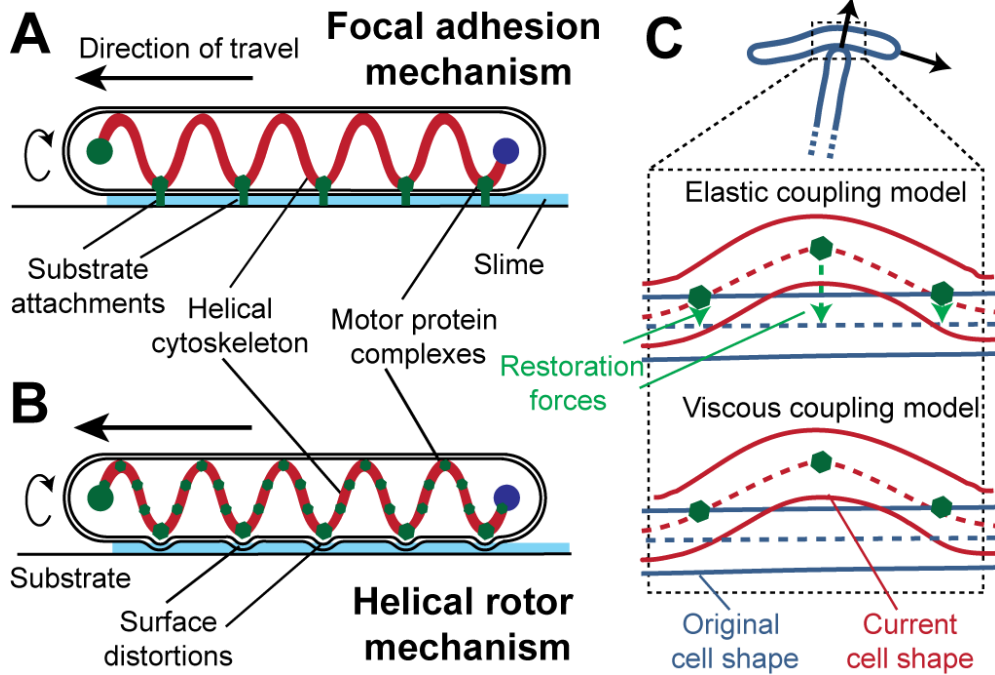 A
Direction of travel
Focal adhesion
mechanism
Substrate
attachments
Helical
cytoskeleton
Motor protein
complexes
Slime
B
Substrate
Surface
distortions
Helical rotor
mechanism
C
Elastic coupling model
Restoration
forces
Viscous coupling model
Original
cell shape
Current
cell shape